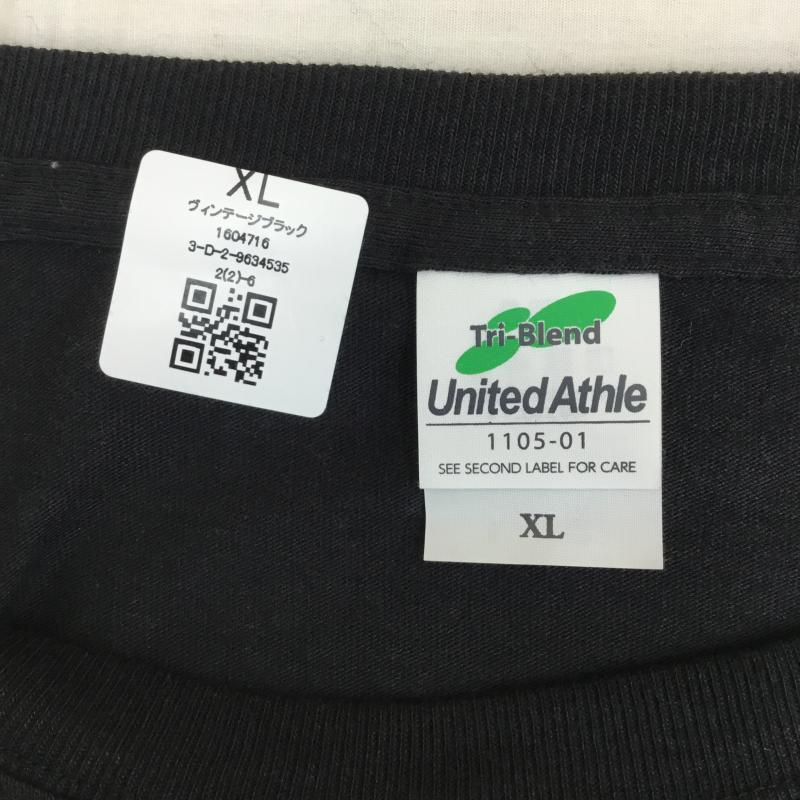 XL
ヴィンテージブラック
1604716
3-D-2-9634535
2(2)-6
Tri-Blend
United Athle
1105-01
SEE SECOND LABEL FOR CARE
XL